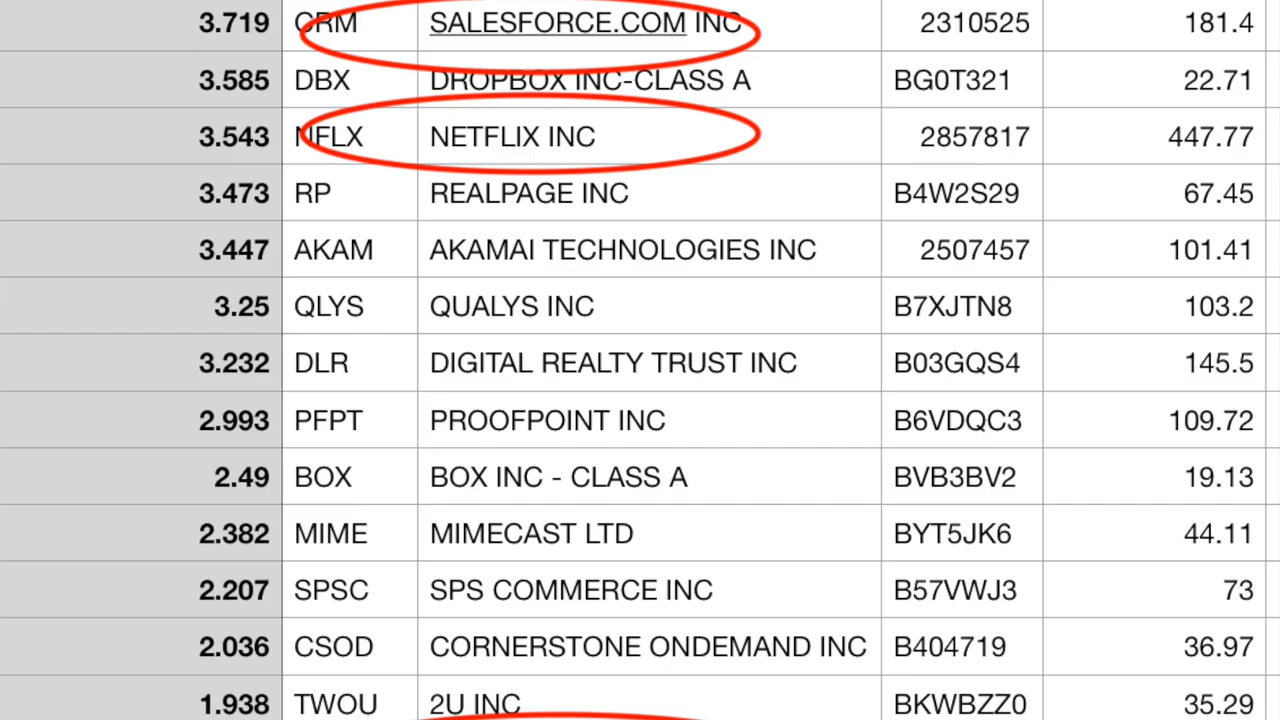 3.719 CRM SALESFORCE.COM INC 2310525 181.4
3.585 DBX DROPBOX INC-CLASS A BG0T321 22.71
3.543 NFLX NETFLIX INC 2857817 447.77
3.473 RP REALPAGE INC B4W2S29 67.45
3.447 AKAM AKAMAI TECHNOLOGIES INC 2507457 101.41
3.25 QLYS QUALYS INC B7XJTN8 103.2
3.232 DLR DIGITAL REALTY TRUST INC B03GQS4 145.5
2.993 PFPT PROOFPOINT INC B6VDQC3 109.72
2.49 BOX BOX INC - CLASS A BVB3BV2 19.13
2.382 MIME MIMECAST LTD BYT5JK6 44.11
2.207 SPSC SPS COMMERCE INC B57VWJ3 73
2.036 CSOD CORNERSTONE ONDEMAND INC B404719 36.97
1.938 TWOU 2U INC BKWBZZ0 35.29